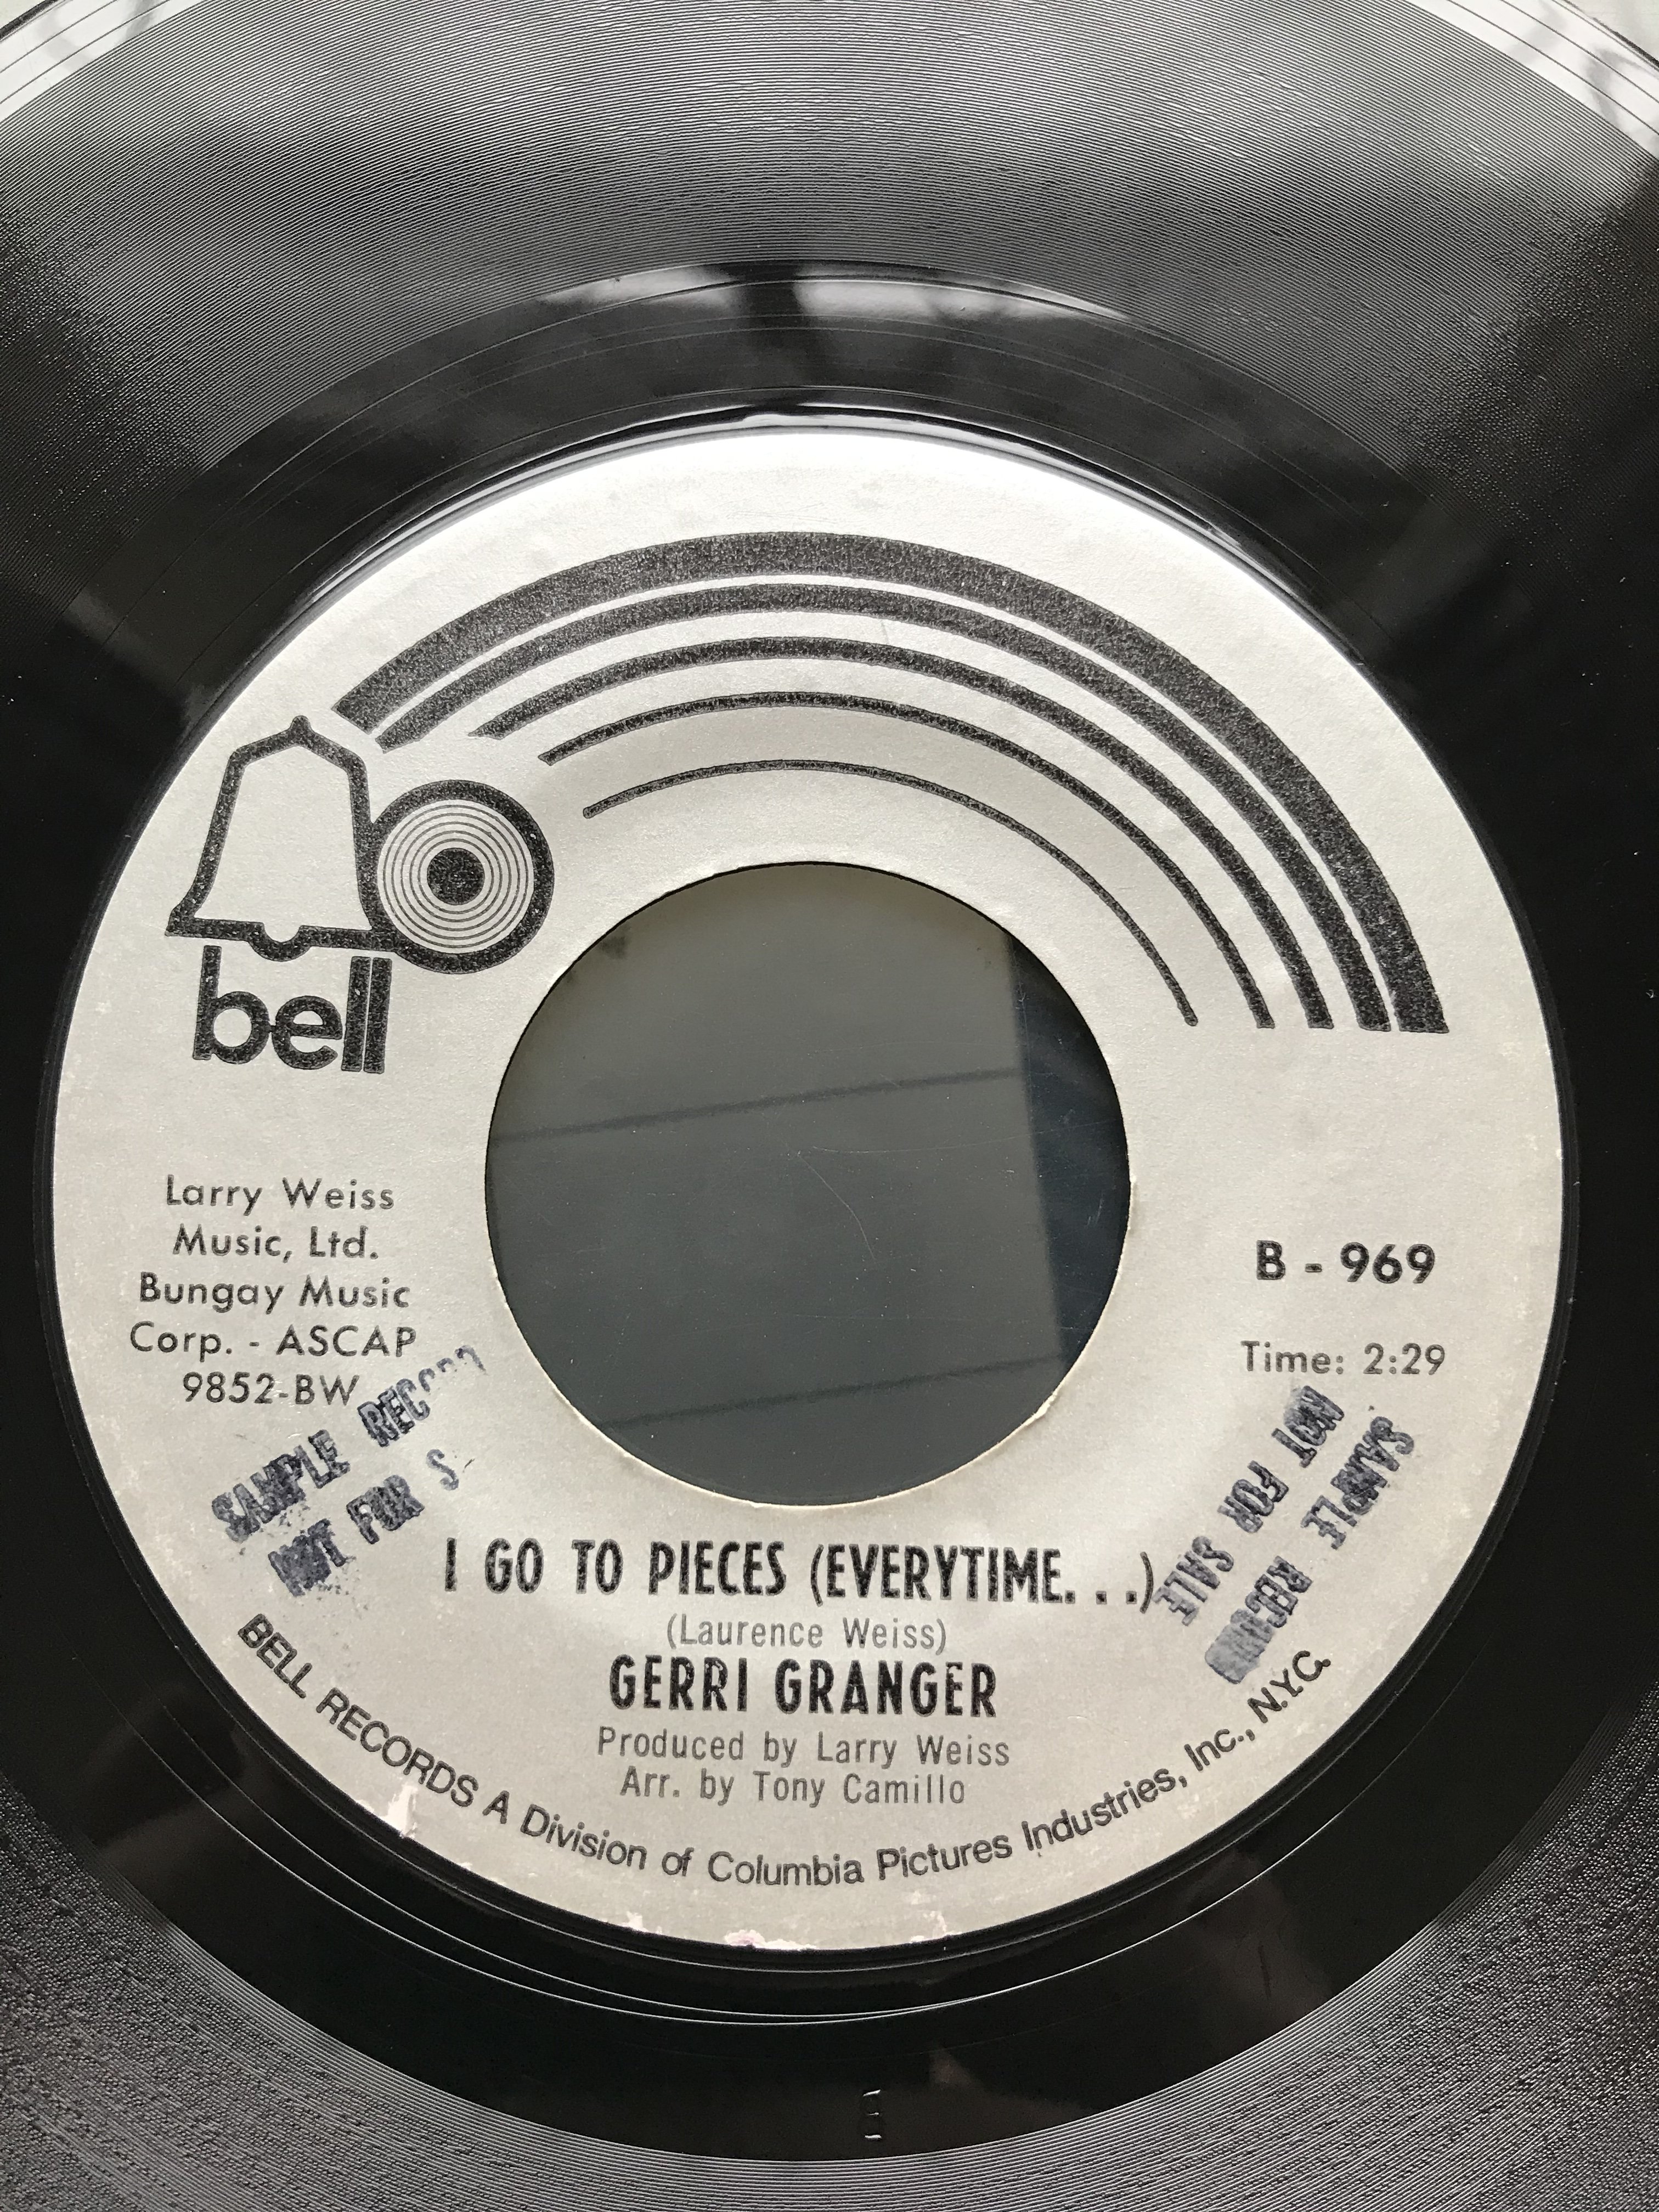 bell
Larry Weiss
Music, Ltd.
Bungay Music
Corp. - ASCAP
9852-BW
B - 969
Time: 2:29
SAMPLE RECORD
NOT FOR S
SAMPLE RECORD
NOT FOR SALE
I GO TO PIECES (EVERYTIME. . .)
(Laurence Weiss)
GERRI GRANGER
Produced by Larry Weiss
Arr. by Tony Camillo
BELL RECORDS A Division of Columbia Pictures Industries, Inc., N.Y.C.